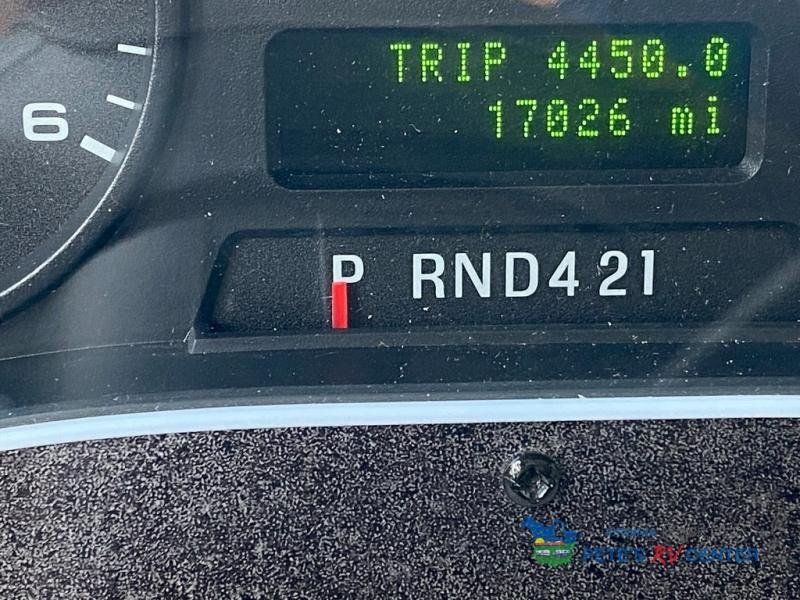 TRIP 4450.0
17026 mi
6
P RND421
PETE'S RV CENTER